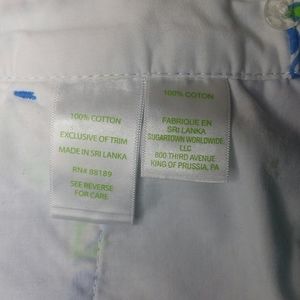 100% COTTON
EXCLUSIVE OF TRIM
MADE IN SRI LANKA
RN# 88189
SEE REVERSE
FOR CARE
100% COTON
FABRIQUE EN
SRI LANKA
SUGARTOWN WORLDWIDE
LLC
800 THIRD AVENUE
KING OF PRUSSIA, PA